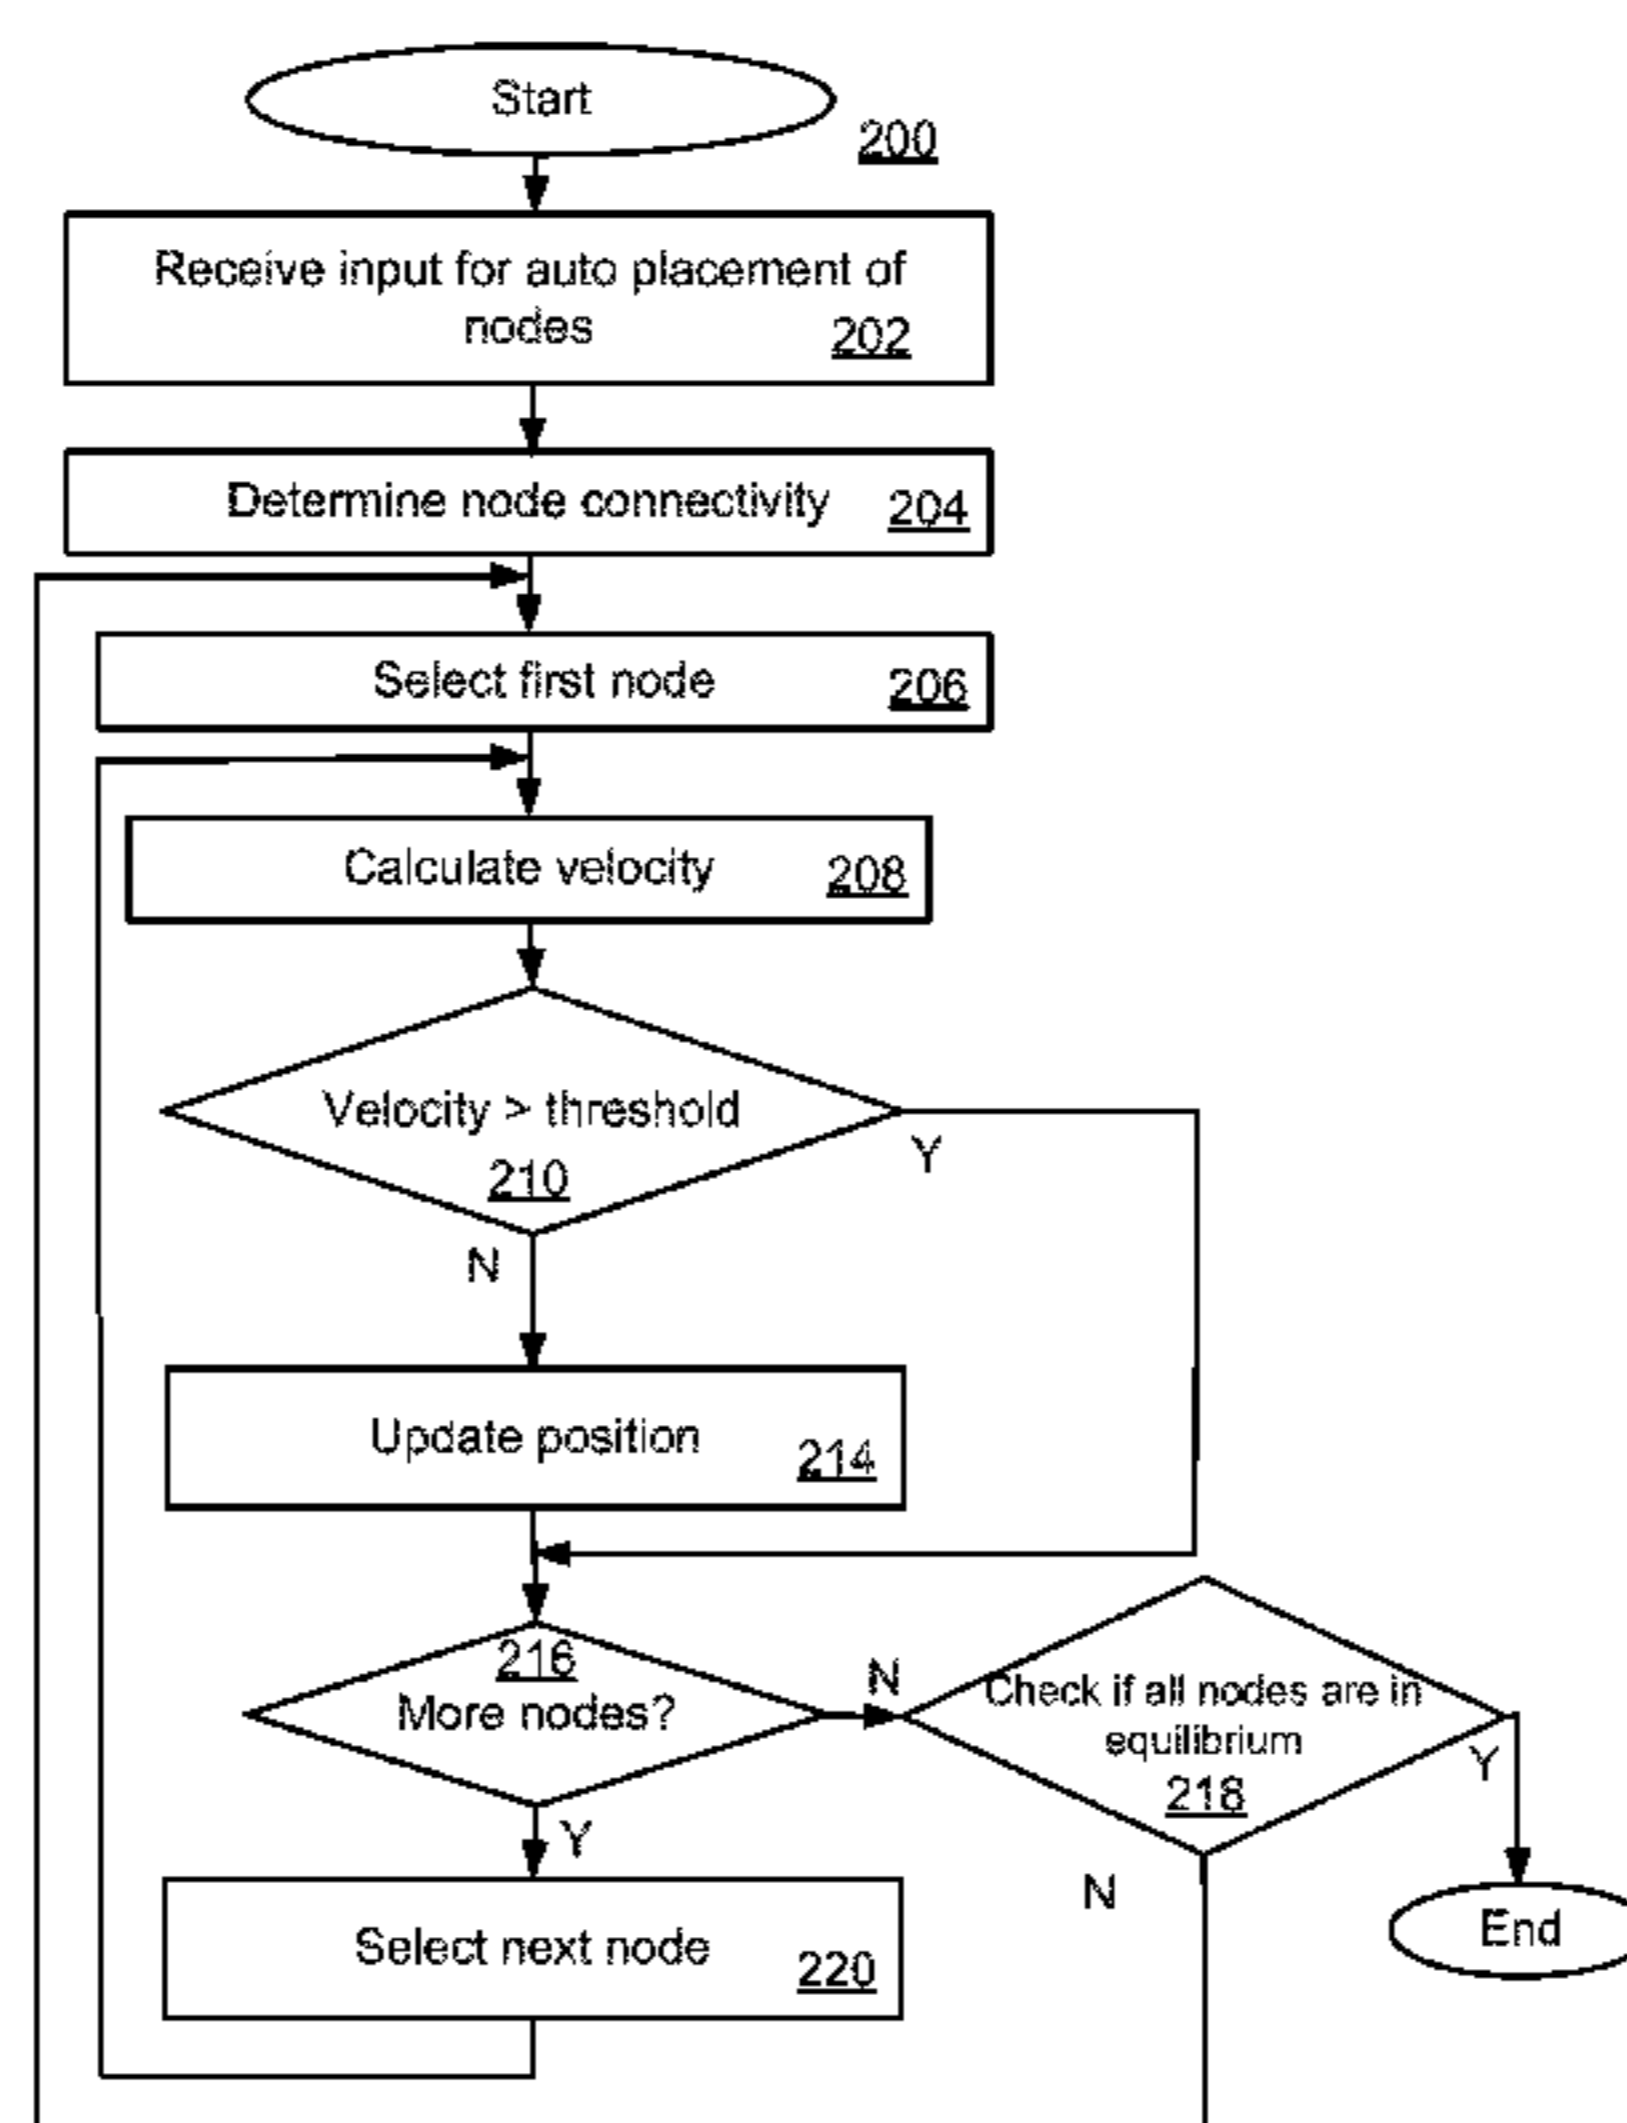 Start
200
Receive input for auto placement of
nodes 202
Determine node connectivity 204
Select first node 206
Calculate velocity 208
Velocity > threshold
210
Y
N
Update position 214
216
More nodes?
N
Check if all nodes are in
equilibrium
218
Y
Y
N
Select next node 220
End